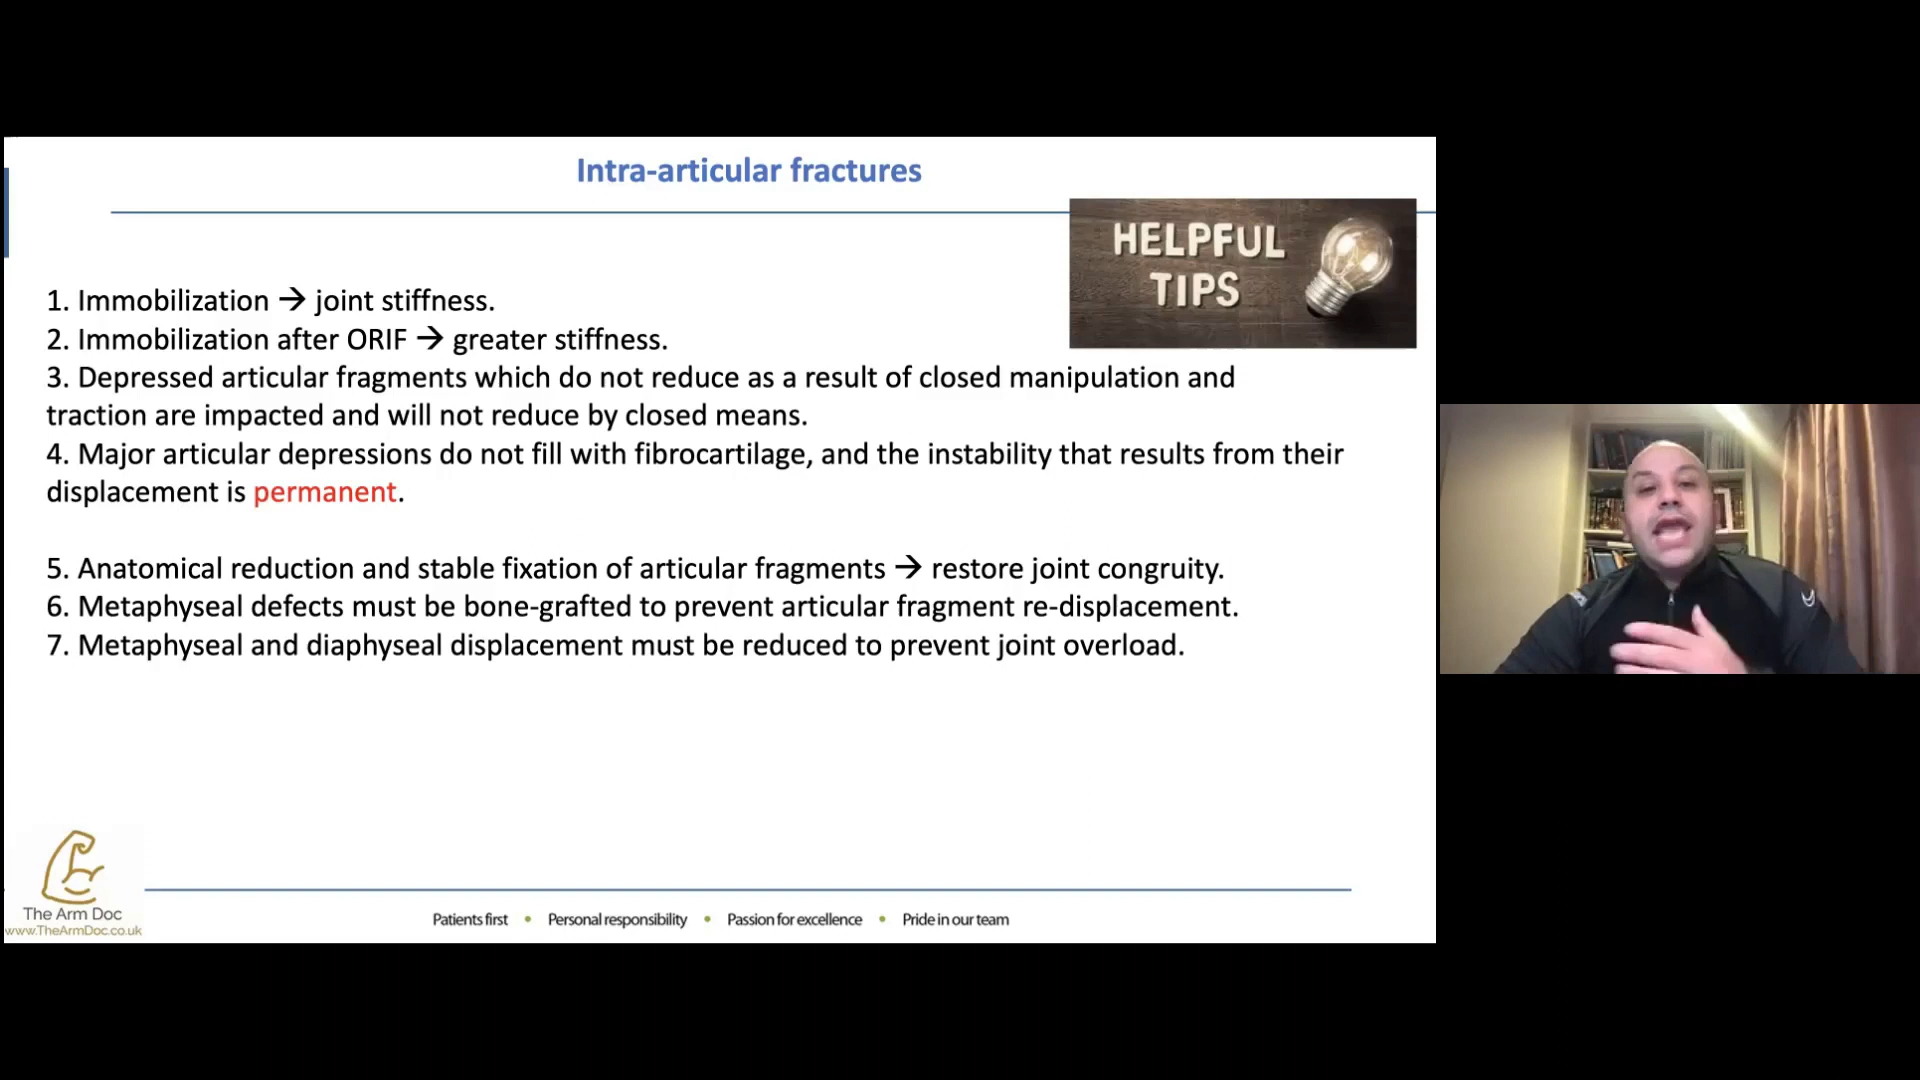 Intra-articular fractures
HELPFUL
TIPS
1. Immobilization → joint stiffness.
2. Immobilization after ORIF → greater stiffness.
3. Depressed articular fragments which do not reduce as a result of closed manipulation and
traction are impacted and will not reduce by closed means.
4. Major articular depressions do not fill with fibrocartilage, and the instability that results from their
displacement is permanent.
5. Anatomical reduction and stable fixation of articular fragments → restore joint congruity.
6. Metaphyseal defects must be bone-grafted to prevent articular fragment re-displacement.
7. Metaphyseal and diaphyseal displacement must be reduced to prevent joint overload.
The Arm Doc
www.TheArmDoc.co.uk
Patients first • Personal responsibility • Passion for excellence • Pride in our team